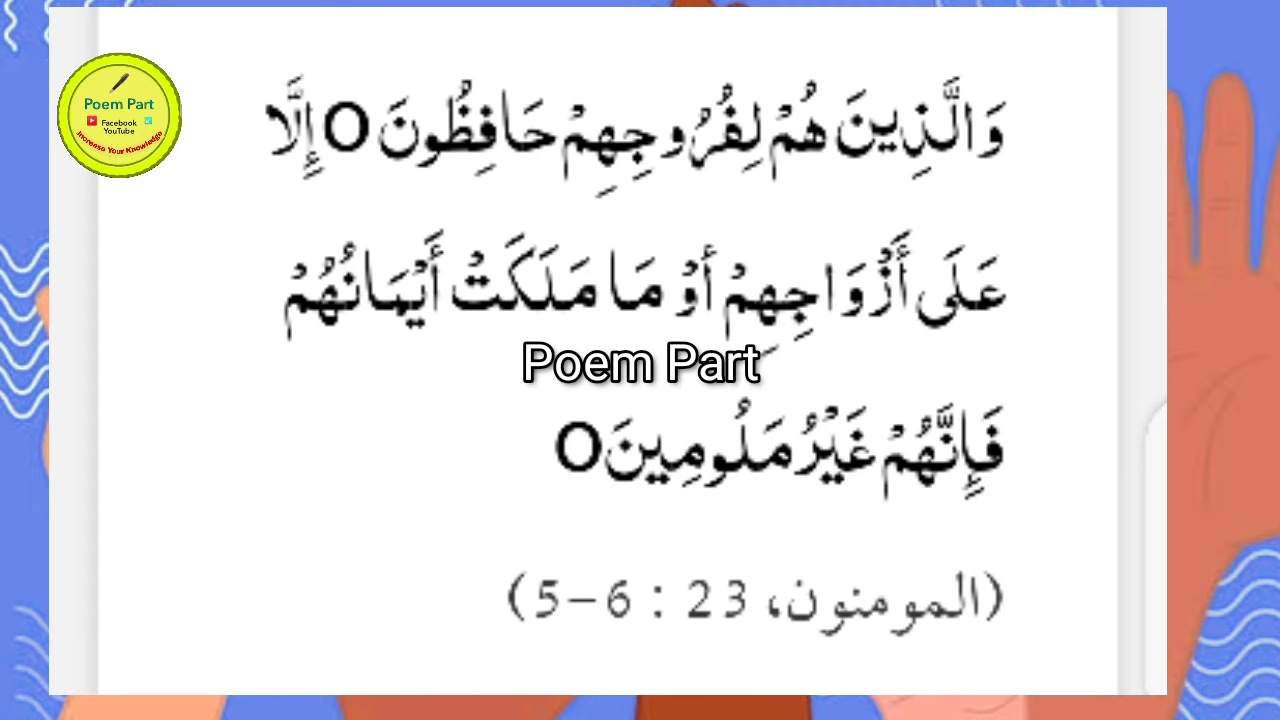 Poem Part
Facebook
YouTube
Increase Your Knowledge
وَالَّذِينَ هُمْ لِفُرُوجِهِمْ حَافِظُونَ O إِلَّا
عَلَى أَزْوَاجِهِمْ أَوْ مَا مَلَكَتْ أَيْمَانُهُمْ
Poem Part
فَإِنَّهُمْ غَيْرُ مَلُومِينَ O
(المومنون، 23 : 5-6)